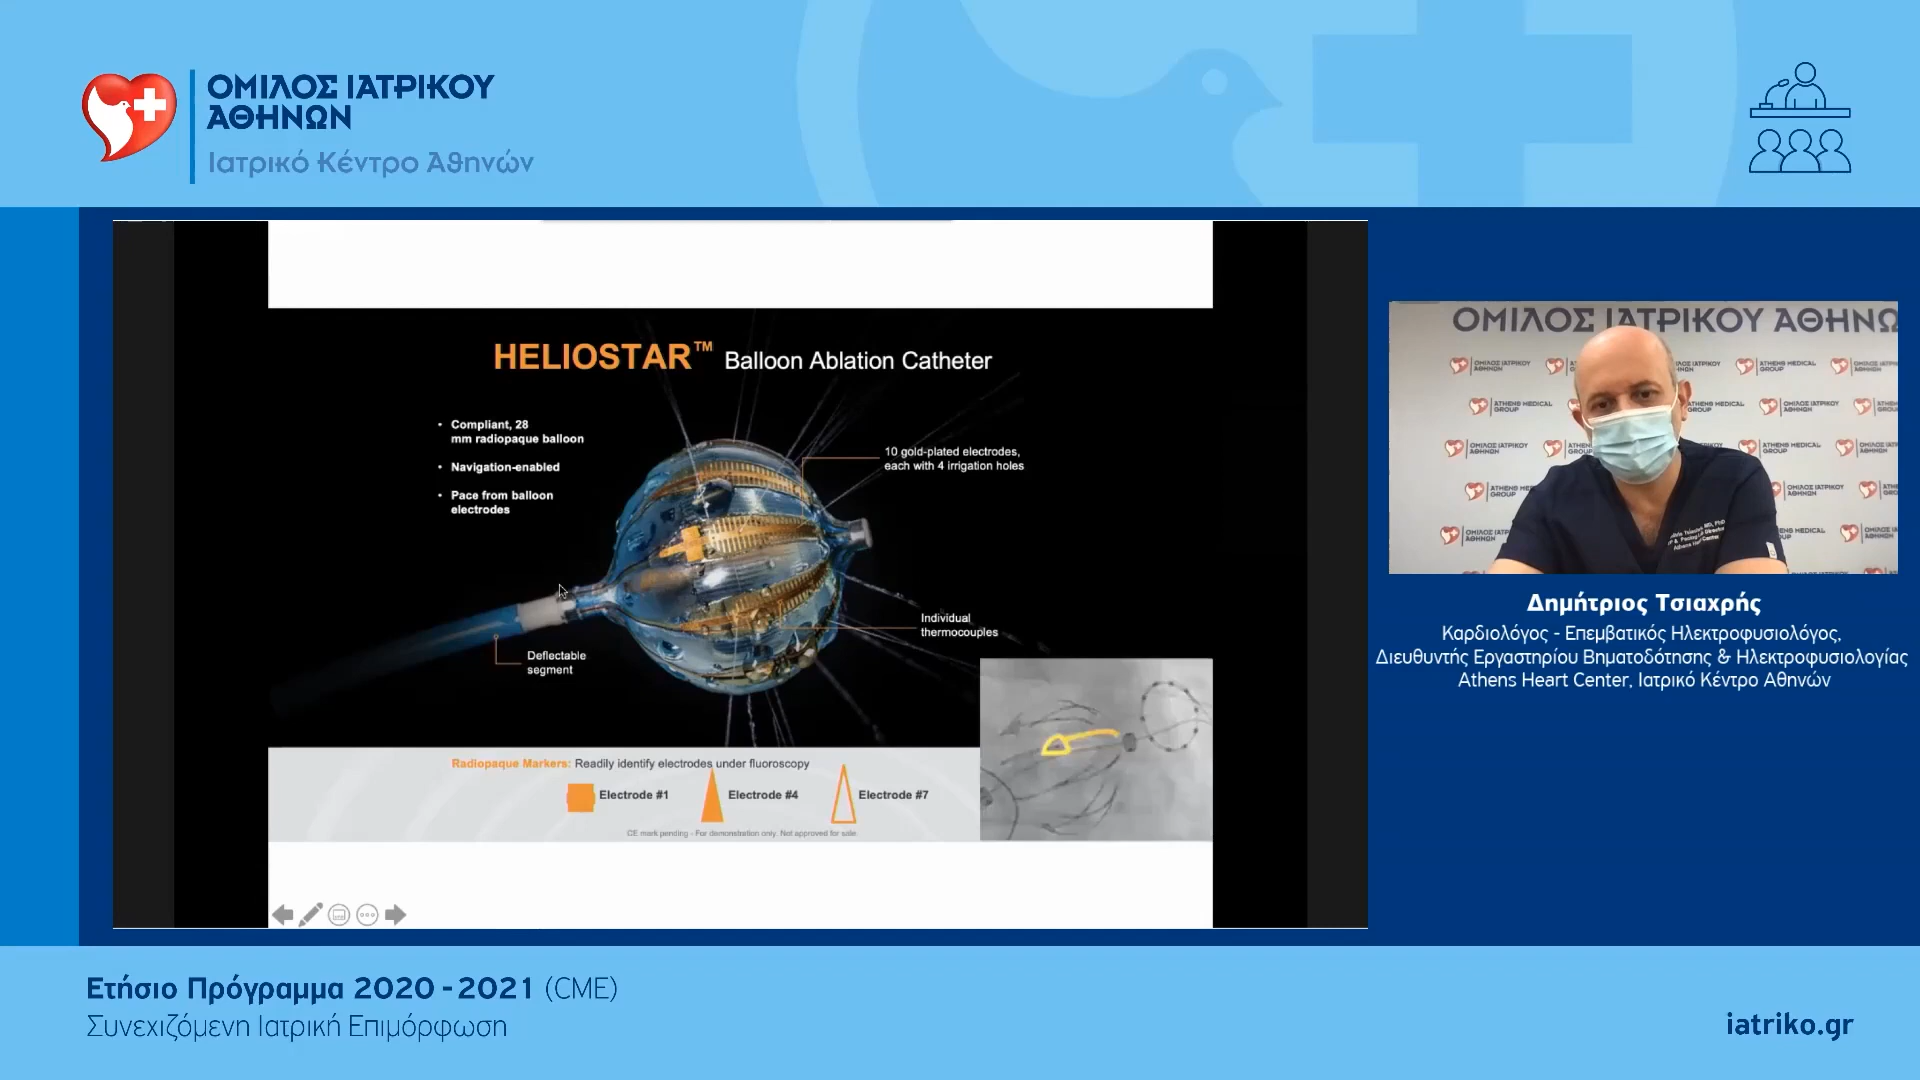 ΟΜΙΛΟΣ ΙΑΤΡΙΚΟΥ
ΑΘΗΝΩΝ
Ιατρικό Κέντρο Αθηνών
HELIOSTAR™ Balloon Ablation Catheter
• Compliant, 28
mm radiopaque balloon
• Navigation-enabled
• Pace from balloon
electrodes
10 gold-plated electrodes,
each with 4 irrigation holes
Individual
thermocouples
Deflectable
segment
Radiopaque Markers: Readily identify electrodes under fluoroscopy
Electrode #1
Electrode #4
Electrode #7
CE mark pending - For demonstration only. Not approved for sale.
ΟΜΙΛΟΣ ΙΑΤΡΙΚΟΥ ΑΘΗΝΩ
ATHENS MEDICAL
GROUP
Δημήτριος Τσιαχρής
Καρδιολόγος - Επεμβατικός Ηλεκτροφυσιολόγος,
Διευθυντής Εργαστηρίου Βηματοδότησης & Ηλεκτροφυσιολογίας
Athens Heart Center, Ιατρικό Κέντρο Αθηνών
Ετήσιο Πρόγραμμα 2020 - 2021 (CME)
Συνεχιζόμενη Ιατρική Επιμόρφωση
iatriko.gr